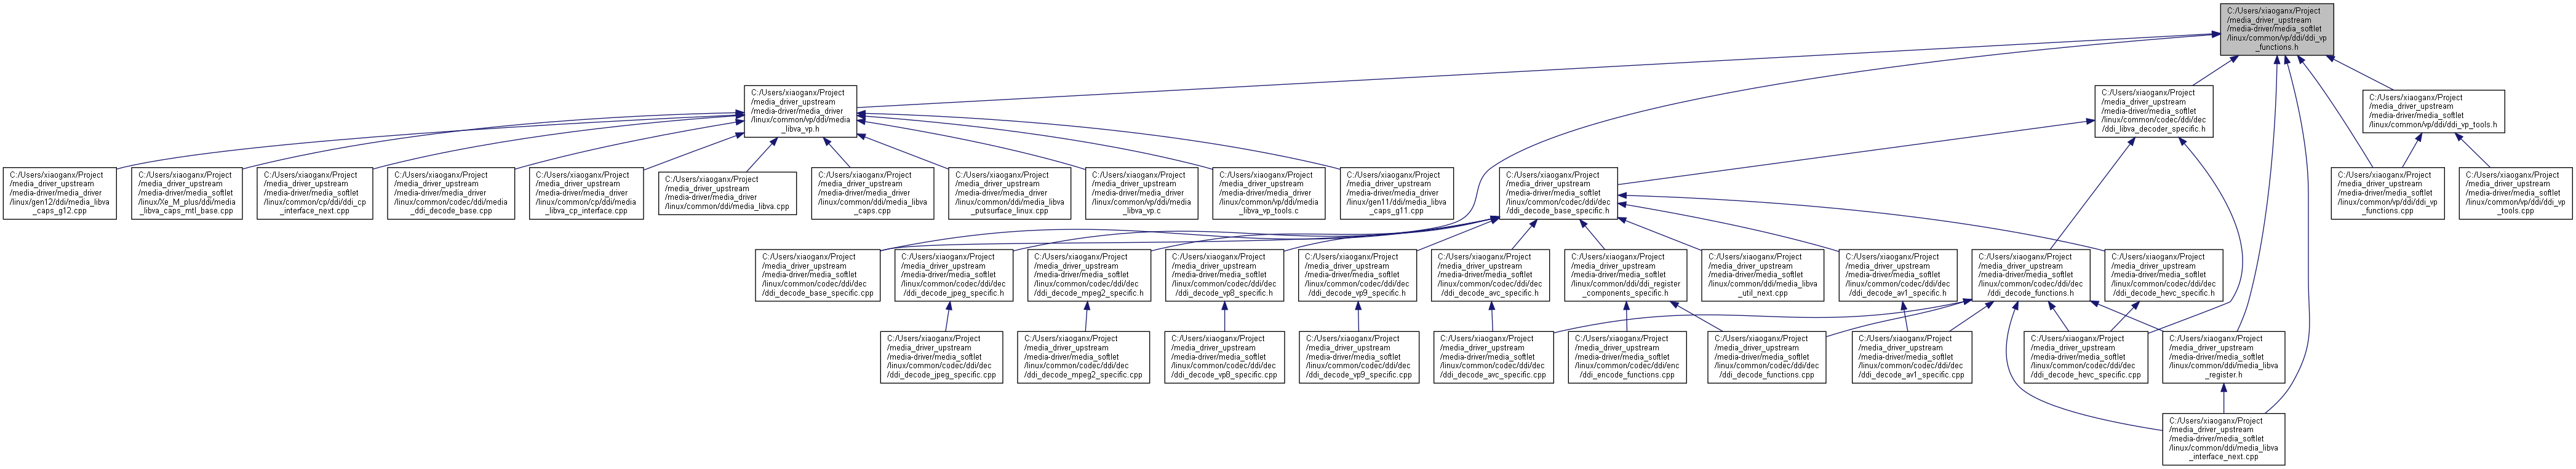 C:/Users/xiaoganx/Project
/media_driver_upstream
/media-driver/media_softlet
/linux/common/vp/ddi/ddi_vp
_functions.h
C:/Users/xiaoganx/Project
/media_driver_upstream
/media-driver/media_driver
/linux/common/vp/ddi/media
_libva_vp.h
C:/Users/xiaoganx/Project
/media_driver_upstream
/media-driver/media_softlet
/linux/common/codec/ddi/dec
/ddi_libva_decoder_specific.h
C:/Users/xiaoganx/Project
/media_driver_upstream
/media-driver/media_softlet
/linux/common/vp/ddi/ddi_vp_tools.h
C:/Users/xiaoganx/Project
/media_driver_upstream
/media-driver/media_driver
/linux/gen12/ddi/media_libva
_caps_g12.cpp
C:/Users/xiaoganx/Project
/media_driver_upstream
/media-driver/media_softlet
/linux/Xe_M_plus/ddi/media
_libva_caps_mtl_base.cpp
C:/Users/xiaoganx/Project
/media_driver_upstream
/media-driver/media_softlet
/linux/common/cp/ddi/ddi_cp
_interface_next.cpp
C:/Users/xiaoganx/Project
/media_driver_upstream
/media-driver/media_driver
/linux/common/codec/ddi/media
_ddi_decode_base.cpp
C:/Users/xiaoganx/Project
/media_driver_upstream
/media-driver/media_driver
/linux/common/cp/ddi/media
_libva_cp_interface.cpp
C:/Users/xiaoganx/Project
/media_driver_upstream
/media-driver/media_driver
/linux/common/ddi/media_libva.cpp
C:/Users/xiaoganx/Project
/media_driver_upstream
/media-driver/media_driver
/linux/common/ddi/media_libva
_caps.cpp
C:/Users/xiaoganx/Project
/media_driver_upstream
/media-driver/media_driver
/linux/common/ddi/media_libva
_putsurface_linux.cpp
C:/Users/xiaoganx/Project
/media_driver_upstream
/media-driver/media_driver
/linux/common/vp/ddi/media
_libva_vp.c
C:/Users/xiaoganx/Project
/media_driver_upstream
/media-driver/media_driver
/linux/common/vp/ddi/media
_libva_vp_tools.c
C:/Users/xiaoganx/Project
/media_driver_upstream
/media-driver/media_driver
/linux/gen11/ddi/media_libva
_caps_g11.cpp
C:/Users/xiaoganx/Project
/media_driver_upstream
/media-driver/media_softlet
/linux/common/codec/ddi/dec
/ddi_decode_base_specific.h
C:/Users/xiaoganx/Project
/media_driver_upstream
/media-driver/media_softlet
/linux/common/vp/ddi/ddi_vp
_functions.cpp
C:/Users/xiaoganx/Project
/media_driver_upstream
/media-driver/media_softlet
/linux/common/vp/ddi/ddi_vp
_tools.cpp
C:/Users/xiaoganx/Project
/media_driver_upstream
/media-driver/media_softlet
/linux/common/codec/ddi/dec
/ddi_decode_base_specific.cpp
C:/Users/xiaoganx/Project
/media_driver_upstream
/media-driver/media_softlet
/linux/common/codec/ddi/dec
/ddi_decode_jpeg_specific.h
C:/Users/xiaoganx/Project
/media_driver_upstream
/media-driver/media_softlet
/linux/common/codec/ddi/dec
/ddi_decode_mpeg2_specific.h
C:/Users/xiaoganx/Project
/media_driver_upstream
/media-driver/media_softlet
/linux/common/codec/ddi/dec
/ddi_decode_vp8_specific.h
C:/Users/xiaoganx/Project
/media_driver_upstream
/media-driver/media_softlet
/linux/common/codec/ddi/dec
/ddi_decode_vp9_specific.h
C:/Users/xiaoganx/Project
/media_driver_upstream
/media-driver/media_softlet
/linux/common/codec/ddi/dec
/ddi_decode_avc_specific.h
C:/Users/xiaoganx/Project
/media_driver_upstream
/media-driver/media_softlet
/linux/common/ddi/ddi_register
_components_specific.h
C:/Users/xiaoganx/Project
/media_driver_upstream
/media-driver/media_softlet
/linux/common/ddi/media_libva
_util_next.cpp
C:/Users/xiaoganx/Project
/media_driver_upstream
/media-driver/media_softlet
/linux/common/codec/ddi/dec
/ddi_decode_av1_specific.h
C:/Users/xiaoganx/Project
/media_driver_upstream
/media-driver/media_softlet
/linux/common/codec/ddi/dec
/ddi_decode_functions.h
C:/Users/xiaoganx/Project
/media_driver_upstream
/media-driver/media_softlet
/linux/common/codec/ddi/dec
/ddi_decode_hevc_specific.h
C:/Users/xiaoganx/Project
/media_driver_upstream
/media-driver/media_softlet
/linux/common/codec/ddi/dec
/ddi_decode_jpeg_specific.cpp
C:/Users/xiaoganx/Project
/media_driver_upstream
/media-driver/media_softlet
/linux/common/codec/ddi/dec
/ddi_decode_mpeg2_specific.cpp
C:/Users/xiaoganx/Project
/media_driver_upstream
/media-driver/media_softlet
/linux/common/codec/ddi/dec
/ddi_decode_vp8_specific.cpp
C:/Users/xiaoganx/Project
/media_driver_upstream
/media-driver/media_softlet
/linux/common/codec/ddi/dec
/ddi_decode_vp9_specific.cpp
C:/Users/xiaoganx/Project
/media_driver_upstream
/media-driver/media_softlet
/linux/common/codec/ddi/dec
/ddi_decode_avc_specific.cpp
C:/Users/xiaoganx/Project
/media_driver_upstream
/media-driver/media_softlet
/linux/common/codec/ddi/enc
/ddi_encode_functions.cpp
C:/Users/xiaoganx/Project
/media_driver_upstream
/media-driver/media_softlet
/linux/common/codec/ddi/dec
/ddi_decode_functions.cpp
C:/Users/xiaoganx/Project
/media_driver_upstream
/media-driver/media_softlet
/linux/common/codec/ddi/dec
/ddi_decode_av1_specific.cpp
C:/Users/xiaoganx/Project
/media_driver_upstream
/media-driver/media_softlet
/linux/common/codec/ddi/dec
/ddi_decode_hevc_specific.cpp
C:/Users/xiaoganx/Project
/media_driver_upstream
/media-driver/media_softlet
/linux/common/ddi/media_libva
_register.h
C:/Users/xiaoganx/Project
/media_driver_upstream
/media-driver/media_softlet
/linux/common/ddi/media_libva
_interface_next.cpp